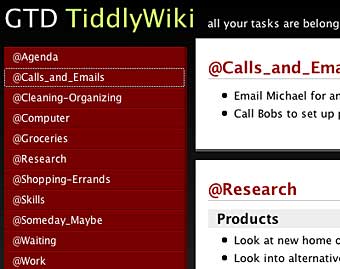 GTD TiddlyWiki all your tasks are belong
@Agenda
@Calls_and_Emails
@Cleaning-Organizing
@Computer
@Groceries
@Research
@Shopping-Errands
@Skills
@Someday_Maybe
@Waiting
@Work
@Calls_and_Ema
Email Michael for an
Call Bobs to set up p
@Research
Products
Look at new home o
Look into alternativ